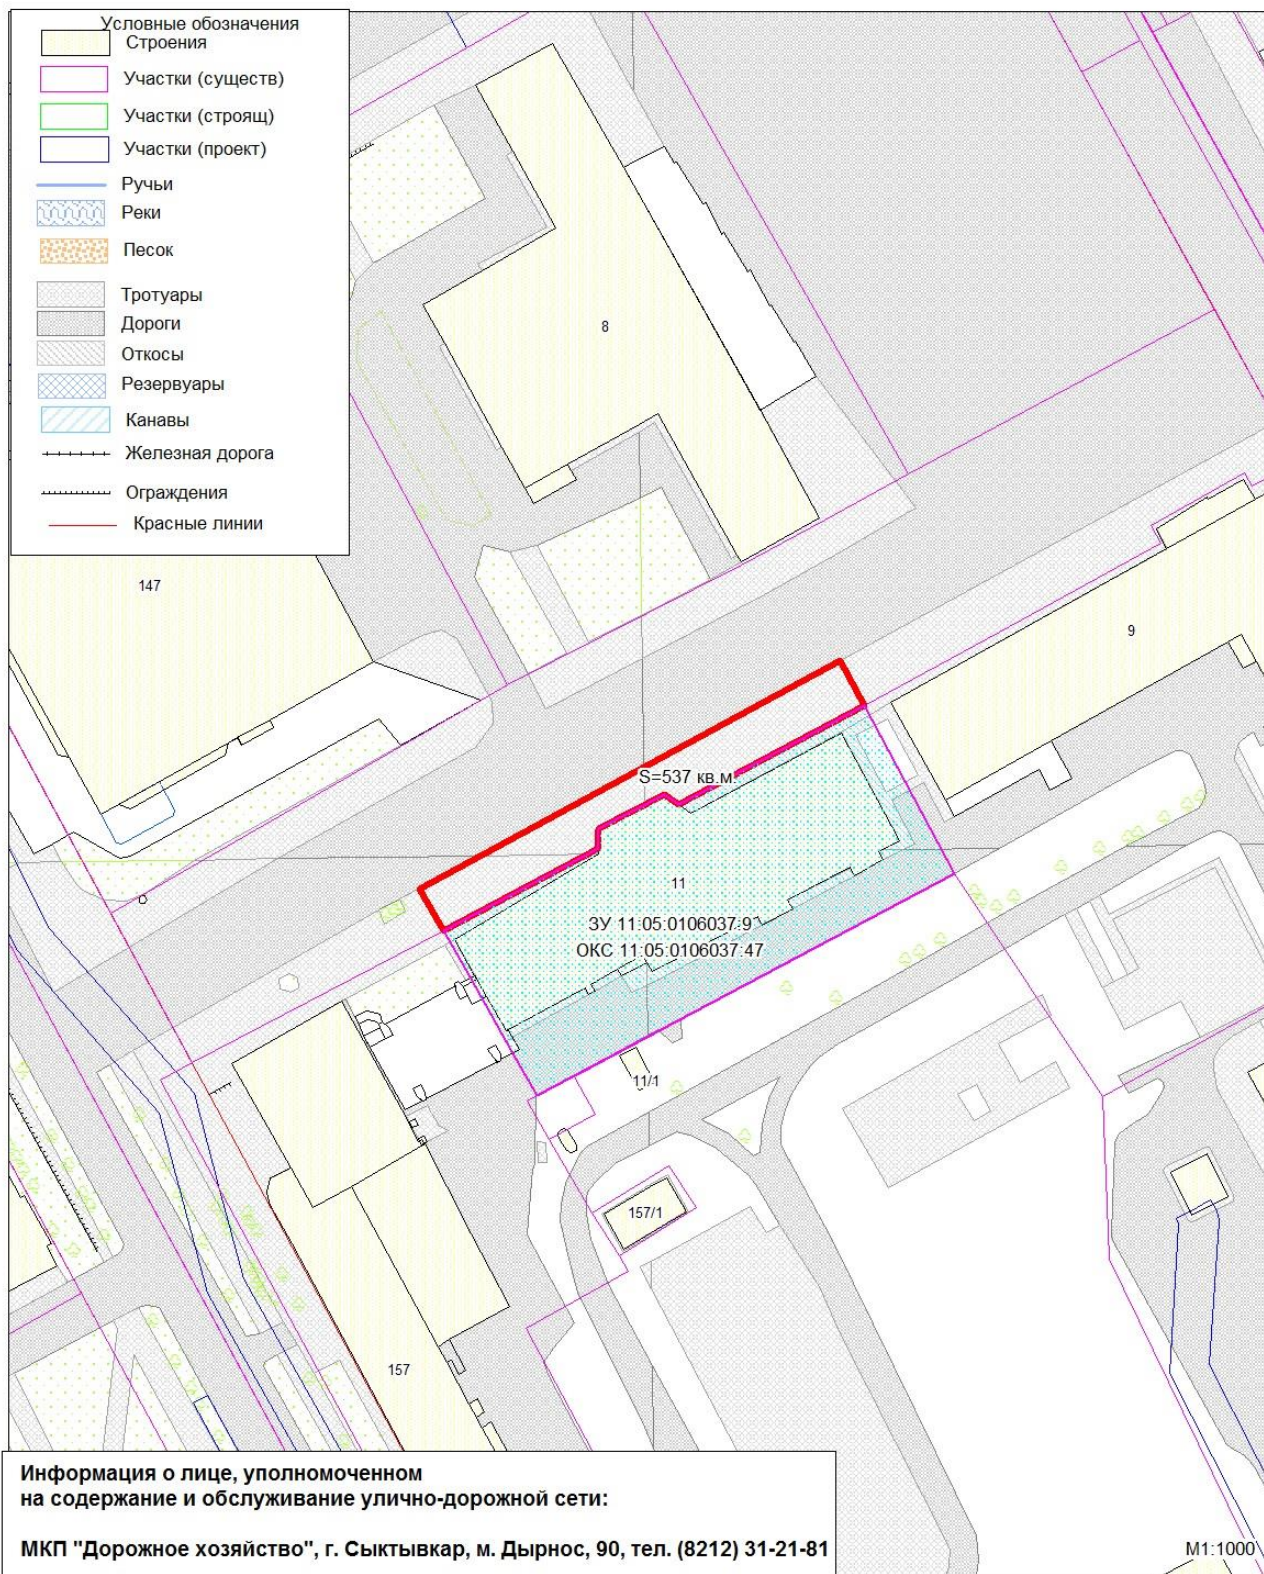 Условные обозначения
Строения
Участки (существ)
Участки (строящ)
Участки (проект)
Ручьи
Реки
Песок
Тротуары
Дороги
Откосы
Резервуары
Канавы
Железная дорога
Ограждения
Красные линии
8
147
9
S=537 кв.м.
11
ЗУ 11:05:0106037:9
ОКС 11:05:0106037:47
11/1
157/1
157
Информация о лице, уполномоченном
на содержание и обслуживание улично-дорожной сети:
МКП "Дорожное хозяйство", г. Сыктывкар, м. Дырнос, 90, тел. (8212) 31-21-81
М1:1000